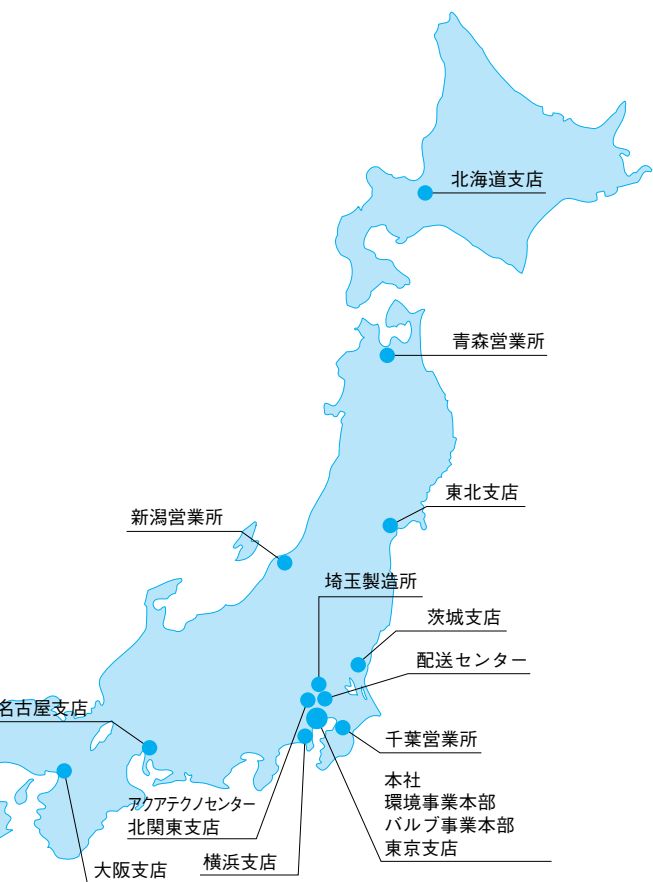 北海道支店
青森営業所
東北支店
新潟営業所
埼玉製造所
茨城支店
配送センター
名古屋支店
千葉営業所
本社
環境事業本部
バルブ事業本部
東京支店
アクアテクノセンター
北関東支店
横浜支店
大阪支店